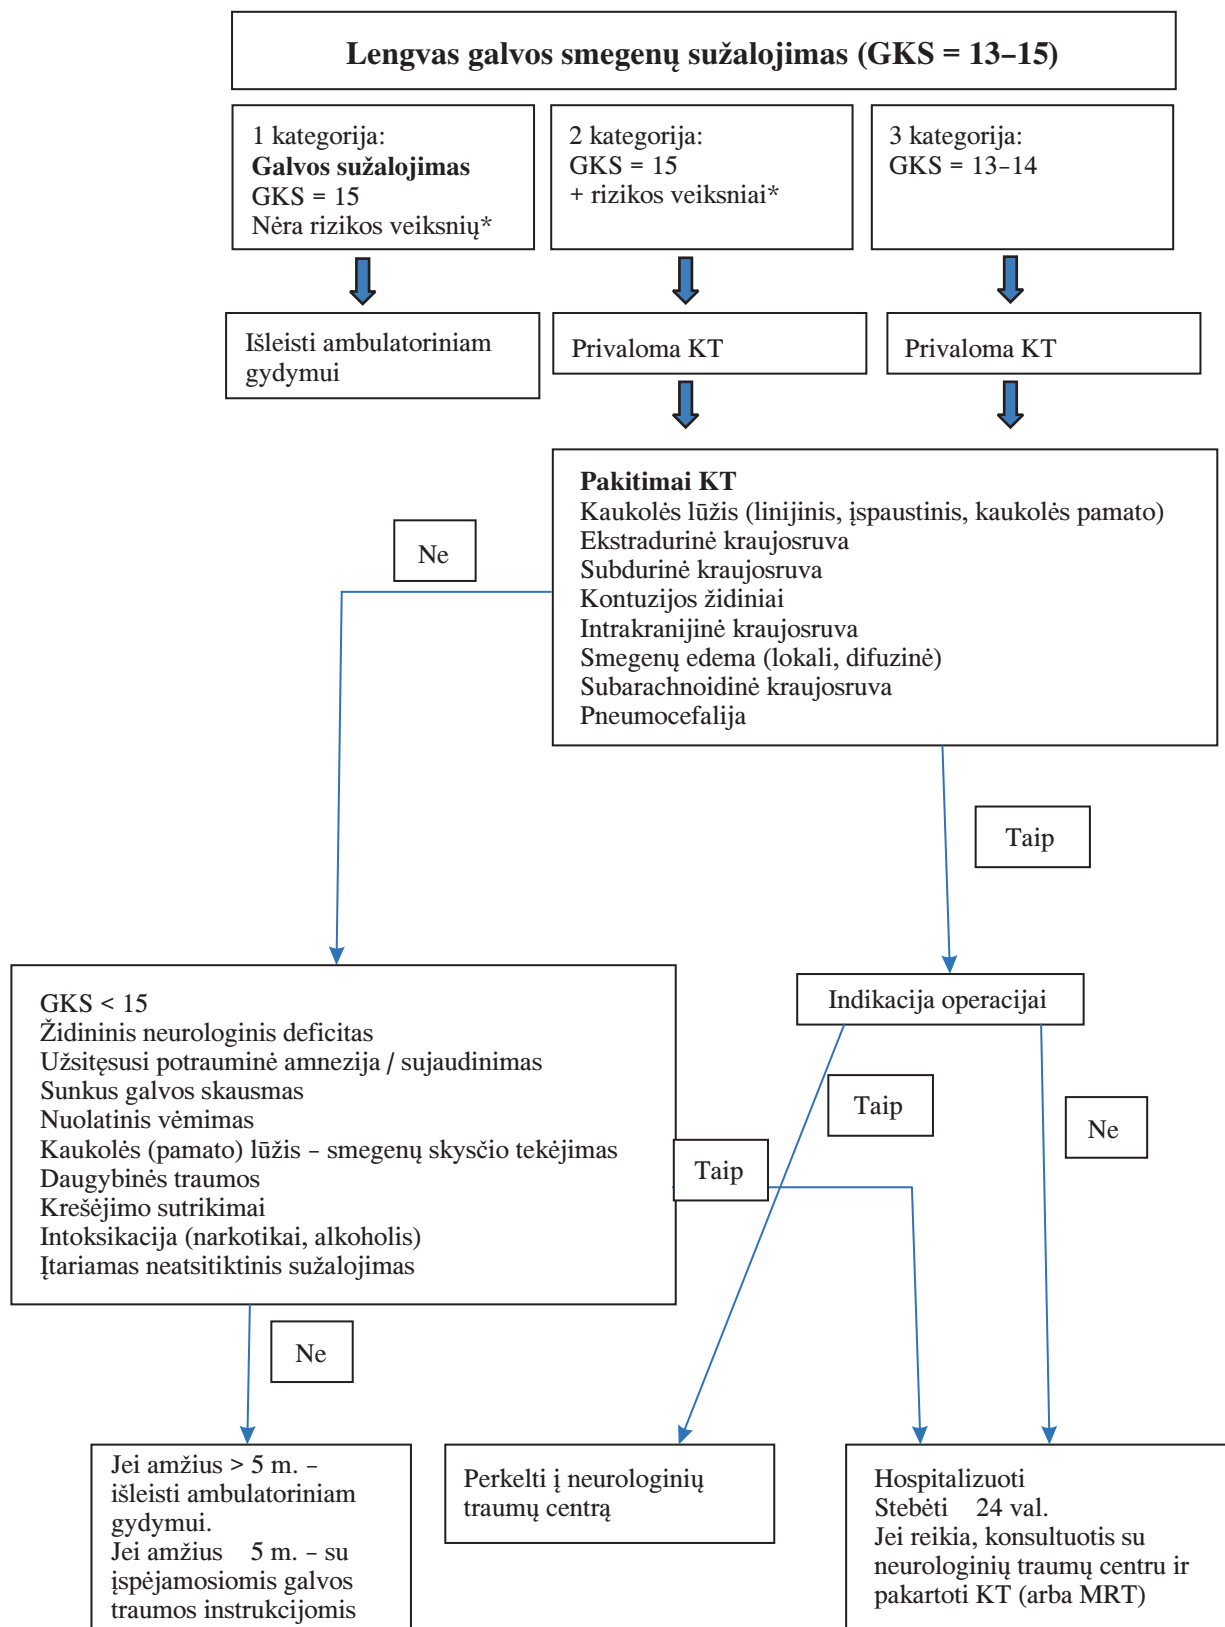 Lengvas galvos smegenų sužalojimas (GKS = 13–15)
1 kategorija:
Galvos sužalojimas
GKS = 15
Nėra rizikos veiksnių*
2 kategorija:
GKS = 15
+ rizikos veiksniai*
3 kategorija:
GKS = 13–14
Išleisti ambulatoriniam
gydymui
Privaloma KT
Privaloma KT
Pakitimai KT
Kaukolės lūžis (linijinis, įspaustinis, kaukolės pamato)
Ekstradurinė kraujosruva
Subdurinė kraujosruva
Kontuzijos židiniai
Intrakranijinė kraujosruva
Smegenų edema (lokali, difuzinė)
Subarachnoidinė kraujosruva
Pneumocefalija
Ne
Taip
GKS < 15
Židininis neurologinis deficitas
Užsitęsusi potrauminė amnezija / sujaudinimas
Sunkus galvos skausmas
Nuolatinis vėmimas
Kaukolės (pamato) lūžis – smegenų skysčio tekėjimas
Daugybinės traumos
Krešėjimo sutrikimai
Intoksikacija (narkotikai, alkoholis)
Įtariamas neatsitiktinis sužalojimas
Indikacija operacijai
Taip
Taip
Ne
Ne
Jei amžius > 5 m. –
išleisti ambulatoriniam
gydymui.
Jei amžius 5 m. – su
įspėjamosiomis galvos
traumos instrukcijomis
Perkelti į neurologinių
traumų centrą
Hospitalizuoti
Stebėti 24 val.
Jei reikia, konsultuotis su
neurologinių traumų centru ir
pakartoti KT (arba MRT)